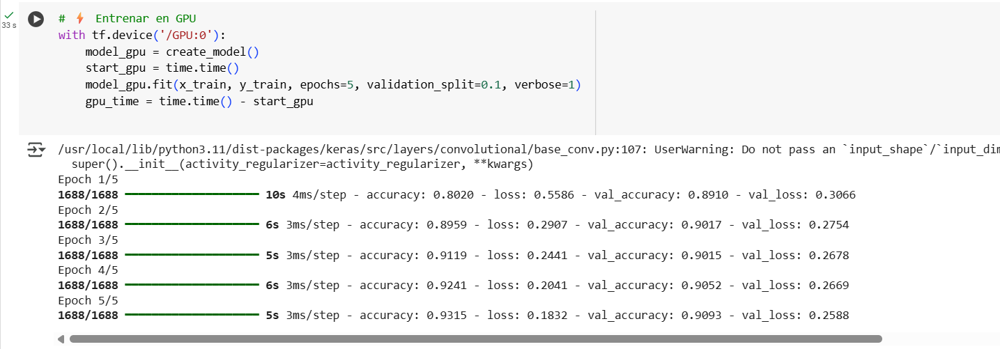 # ⚡ Entrenar en GPU
33 s
with tf.device('/GPU:0'):
model_gpu = create_model()
start_gpu = time.time()
model_gpu.fit(x_train, y_train, epochs=5, validation_split=0.1, verbose=1)
gpu_time = time.time() - start_gpu
/usr/local/lib/python3.11/dist-packages/keras/src/layers/convolutional/base_conv.py:107: UserWarning: Do not pass an `input_shape`/`input_dim
super().__init__(activity_regularizer=activity_regularizer, **kwargs)
Epoch 1/5
1688/1688 ━━━━━━━━━━━━━━━━━━━━ 10s 4ms/step - accuracy: 0.8020 - loss: 0.5586 - val_accuracy: 0.8910 - val_loss: 0.3066
Epoch 2/5
1688/1688 ━━━━━━━━━━━━━━━━━━━━ 6s 3ms/step - accuracy: 0.8959 - loss: 0.2907 - val_accuracy: 0.9017 - val_loss: 0.2754
Epoch 3/5
1688/1688 ━━━━━━━━━━━━━━━━━━━━ 5s 3ms/step - accuracy: 0.9119 - loss: 0.2441 - val_accuracy: 0.9015 - val_loss: 0.2678
Epoch 4/5
1688/1688 ━━━━━━━━━━━━━━━━━━━━ 6s 3ms/step - accuracy: 0.9241 - loss: 0.2041 - val_accuracy: 0.9052 - val_loss: 0.2669
Epoch 5/5
1688/1688 ━━━━━━━━━━━━━━━━━━━━ 5s 3ms/step - accuracy: 0.9315 - loss: 0.1832 - val_accuracy: 0.9093 - val_loss: 0.2588